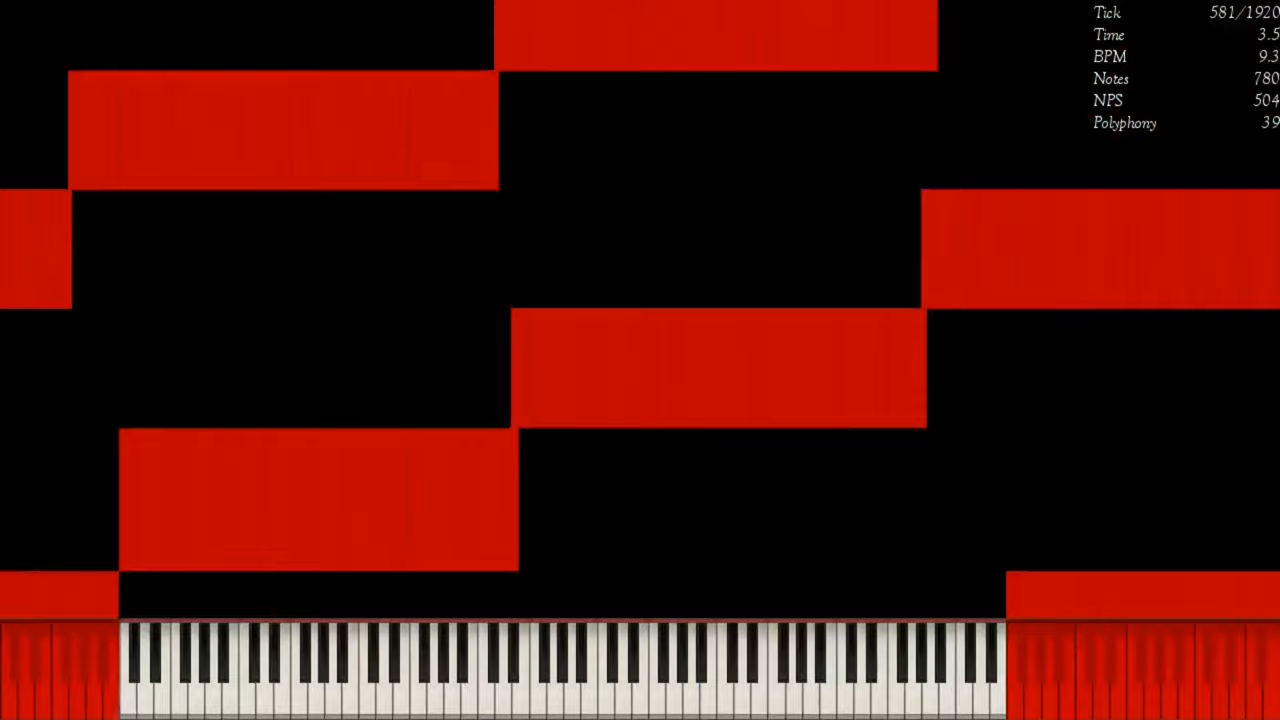 Tick 581/1920
Time 3.5
BPM 9.3
Notes 780
NPS 504
Polyphony 39